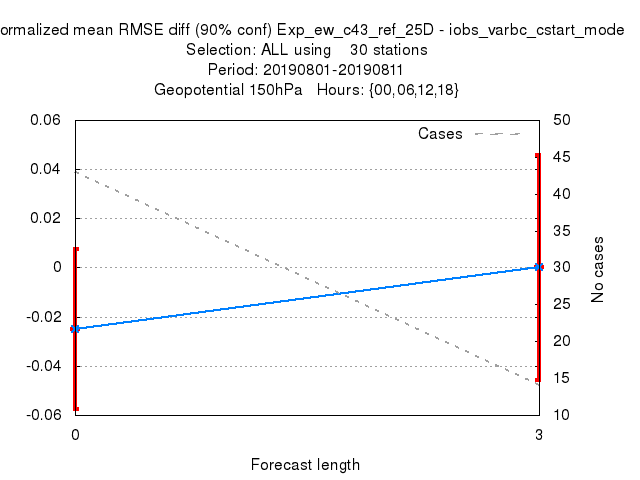 ormalized mean RMSE diff (90% conf) Exp_ew_c43_ref_25D - iobs_varbc_cstart_mode
Selection: ALL using    30 stations
Period: 20190801-20190811
Geopotential 150hPa   Hours: {00,06,12,18}
Cases
0.06
0.04
0.02
0
-0.02
-0.04
-0.06
50
45
40
35
30
25
20
15
10
No cases
0
3
Forecast length